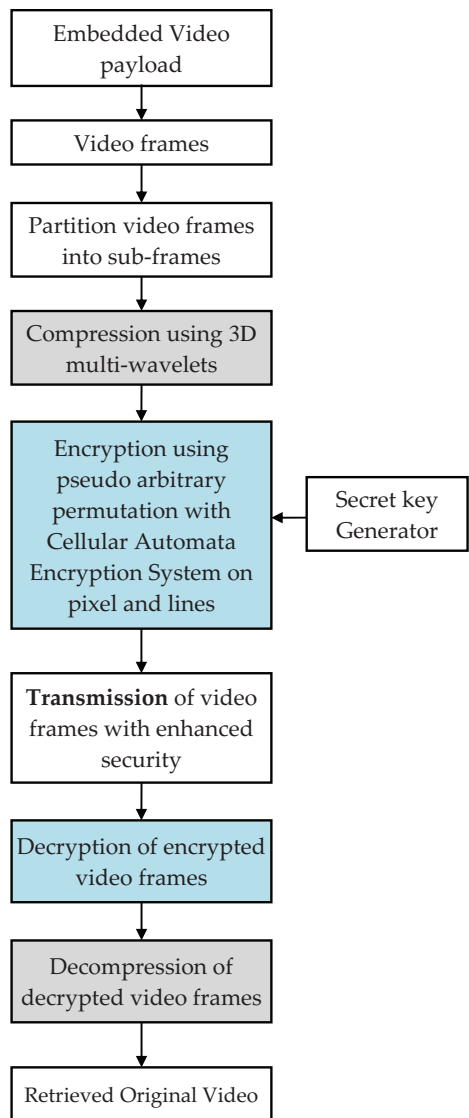 Embedded Video
payload
Video frames
Partition video frames
into sub-frames
Compression using 3D
multi-wavelets
Encryption using
pseudo arbitrary
permutation with
Cellular Automata
Encryption System on
pixel and lines
Secret key
Generator
Transmission of video
frames with enhanced
security
Decryption of encrypted
video frames
Decompression of
decrypted video frames
Retrieved Original Video